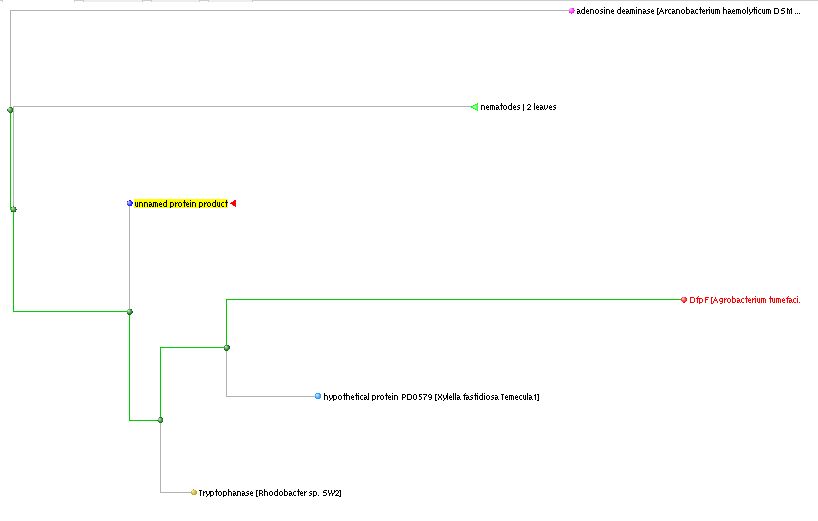 adenosine deaminase [Arcanobacterium haemolyticum DSM ...
nematodes | 2 leaves
unnamed protein product
DfpF [Agrobacterium tumefaci.
hypothetical protein PD0579 [Xylella fastidiosa Temecula1]
Tryptophanase [Rhodobacter sp. SW2]